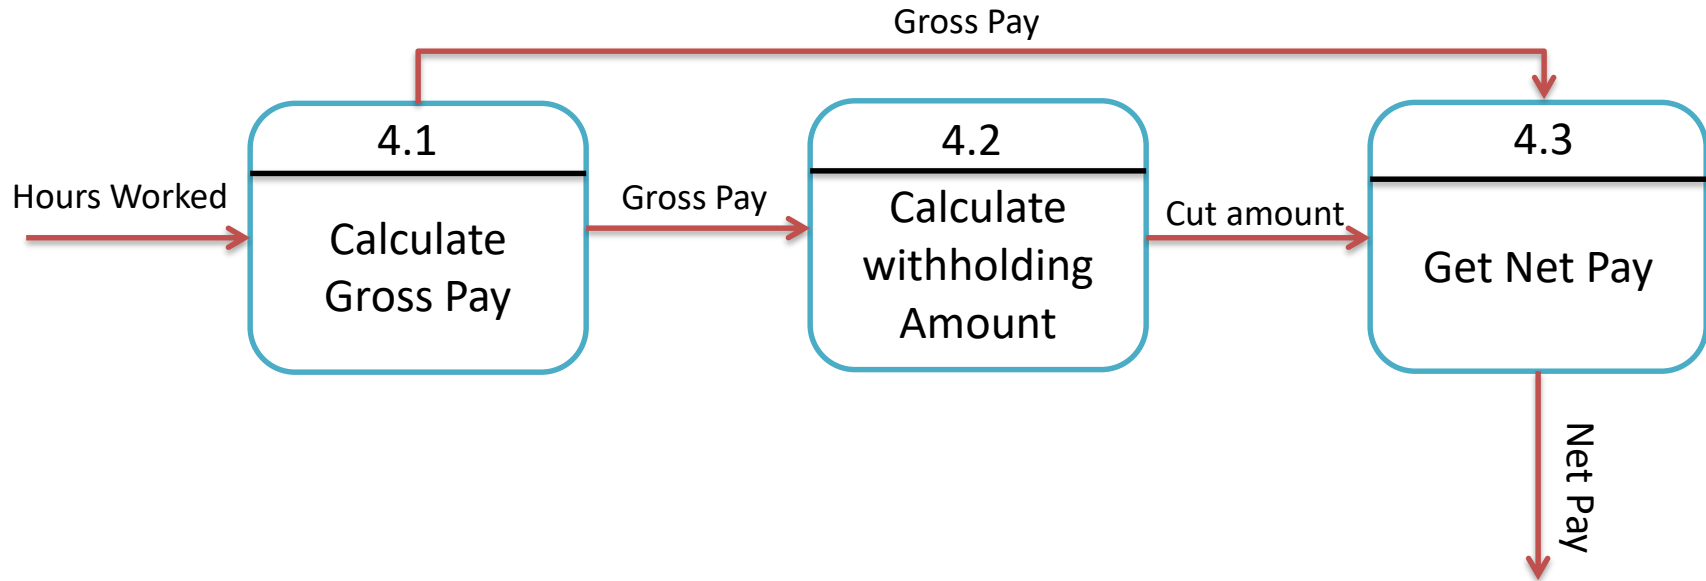 Gross Pay
4.1
4.2
4.3
Hours Worked
Calculate
Gross Pay
Gross Pay
Calculate
withholding
Amount
Cut amount
Get Net Pay
Net Pay